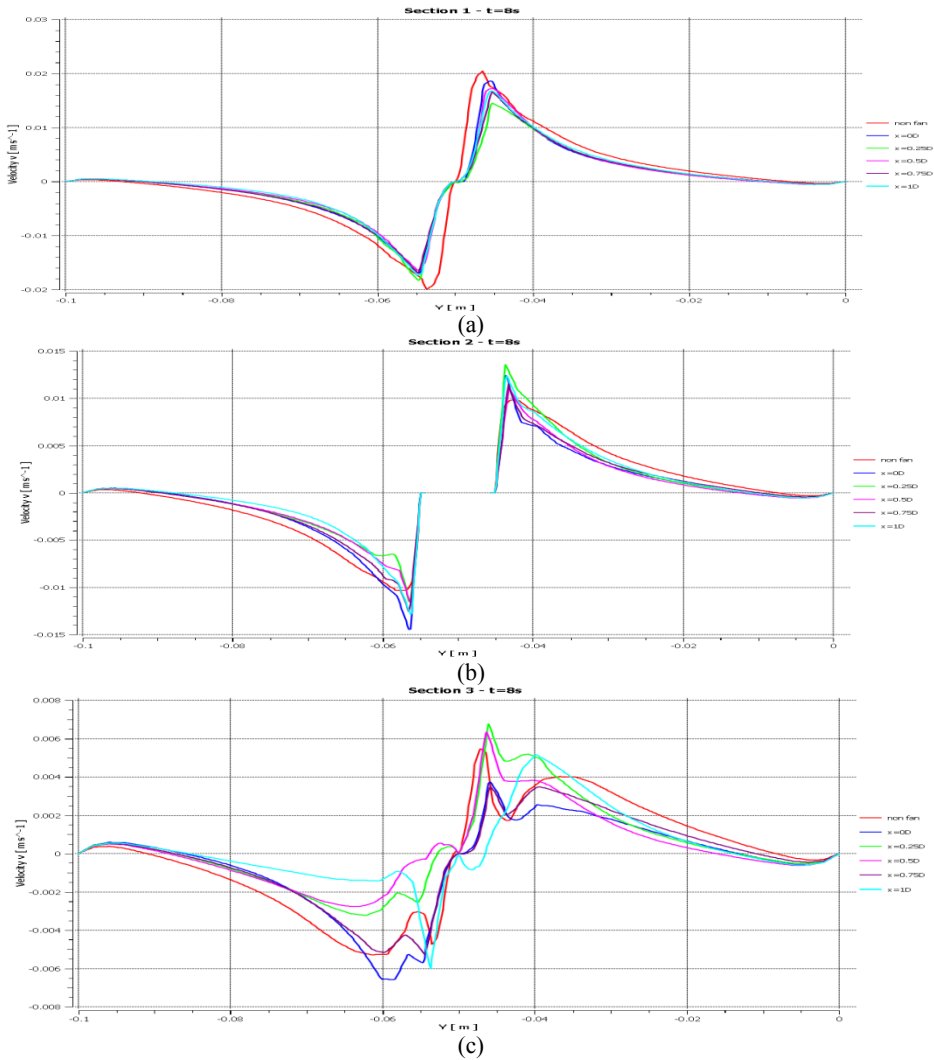 Section 1 - t=8s
0.03
0.02
0.01
0
-0.01
-0.02
Velocity v [ ms^-1 ]
-0.1
-0.08
-0.06
-0.04
-0.02
0
Y [ m ]
non fan
x=0D
x=0.25D
x=0.5D
x=0.75D
x=1D
(a)
Section 2 - t=8s
0.015
0.01
0.005
0
-0.005
-0.01
-0.015
Velocity v [ ms^-1 ]
-0.1
-0.08
-0.06
-0.04
-0.02
0
Y [ m ]
non fan
x=0D
x=0.25D
x=0.5D
x=0.75D
x=1D
(b)
Section 3 - t=8s
0.008
0.006
0.004
0.002
0
-0.002
-0.004
-0.006
-0.008
Velocity v [ ms^-1 ]
-0.1
-0.08
-0.06
-0.04
-0.02
0
Y [ m ]
non fan
x=0D
x=0.25D
x=0.5D
x=0.75D
x=1D
(c)